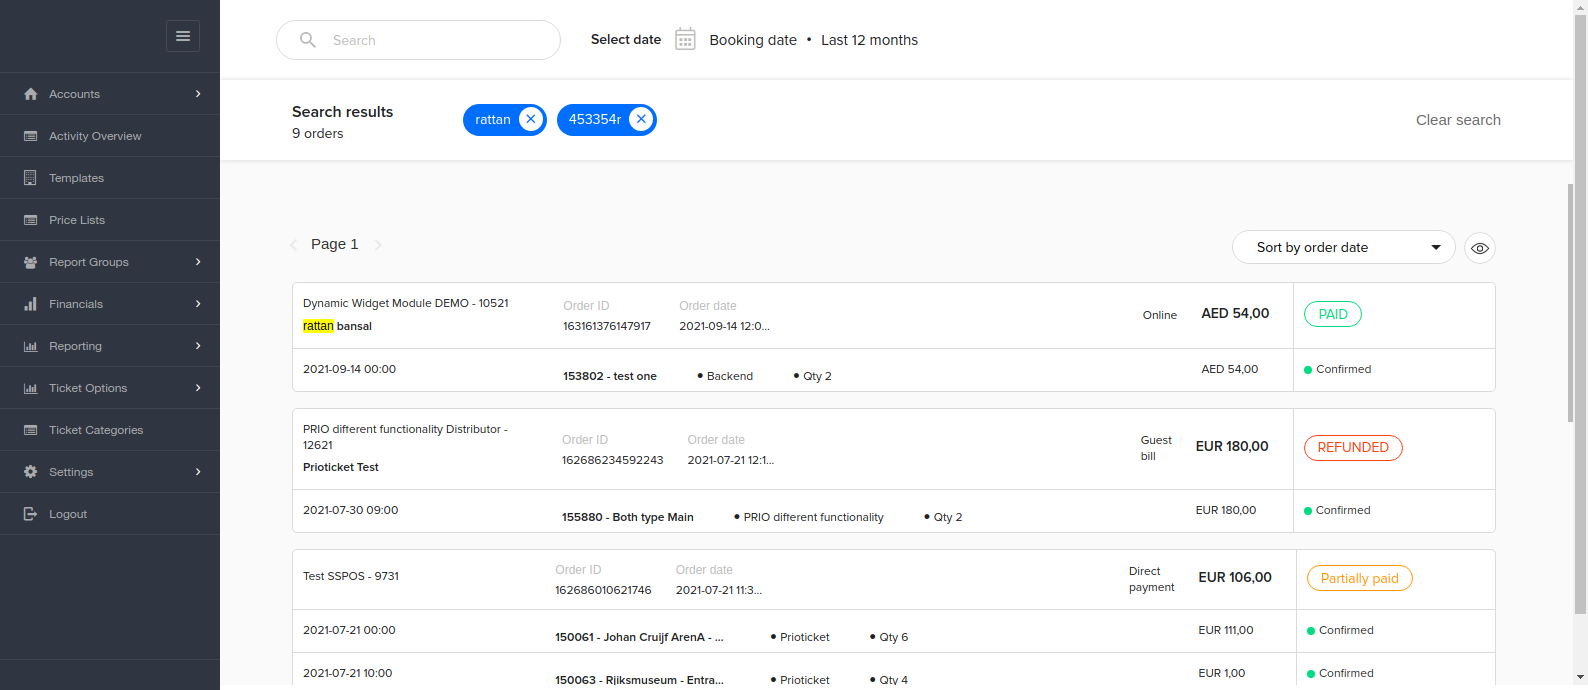 Search
Select date
Booking date • Last 12 months
Accounts
Activity Overview
Templates
Price Lists
Report Groups
Financials
Reporting
Ticket Options
Ticket Categories
Settings
Logout
Search results
9 orders
rattan
453354r
Clear search
Page 1
Sort by order date
Dynamic Widget Module DEMO - 10521
rattan bansal
Order ID
163161376147917
Order date
2021-09-14 12:0...
Online
AED 54,00
PAID
2021-09-14 00:00
153802 - test one
• Backend
• Qty 2
AED 54,00
Confirmed
PRIO different functionality Distributor -
12621
Prioticket Test
Order ID
162686234592243
Order date
2021-07-21 12:1...
Guest
bill
EUR 180,00
REFUNDED
2021-07-30 09:00
155880 - Both type Main
• PRIO different functionality
• Qty 2
EUR 180,00
Confirmed
Test SSPOS - 9731
Order ID
162686010621746
Order date
2021-07-21 11:3...
Direct
payment
EUR 106,00
Partially paid
2021-07-21 00:00
150061 - Johan Cruijf ArenA - ...
• Prioticket
• Qty 6
EUR 111,00
Confirmed
2021-07-21 10:00
150063 - Rjiksmuseum - Entra...
• Prioticket
• Qty 4
EUR 1,00
Confirmed